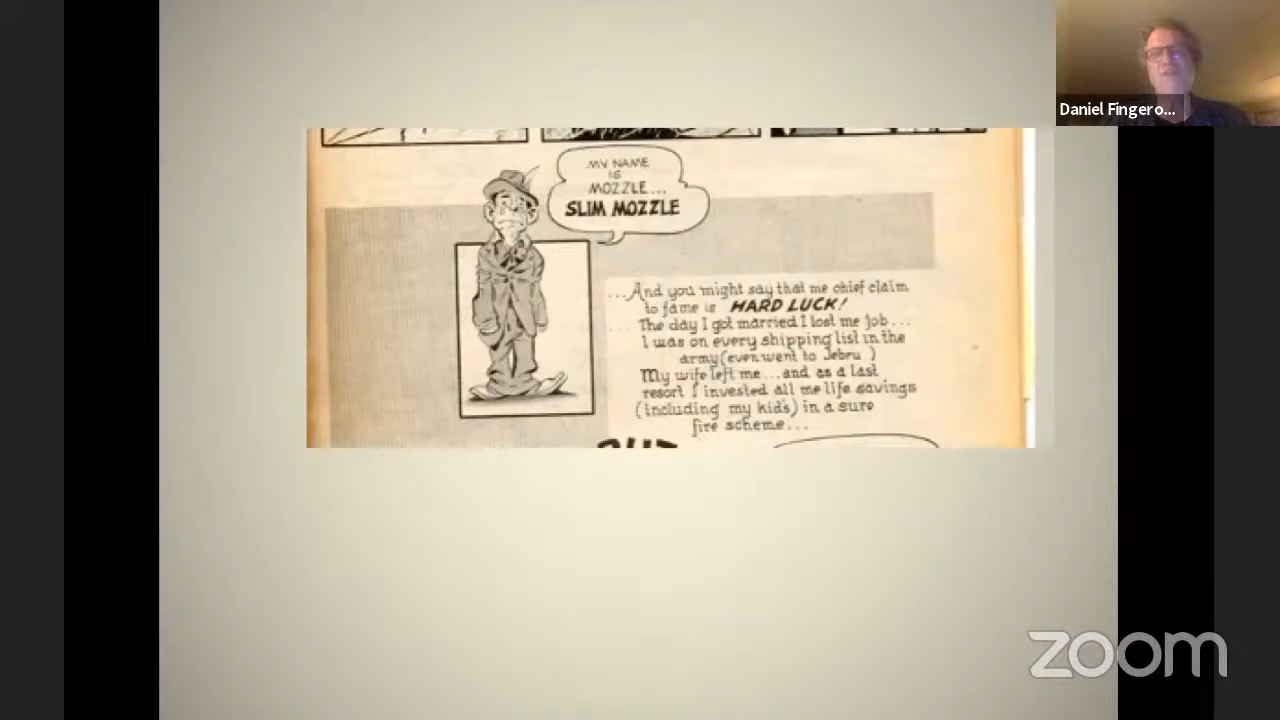 Daniel Fingero...
MY NAME
IS
MOZZLE...
SLIM MOZZLE
...And you might say that me chief claim
to fame is HARD LUCK!
The day I got married I lost me job...
I was on every shipping list in the
army (even went to Jebru )
My wife left me...and as a last
resort I invested all me life savings
(including my kid's) in a sure
fire scheme...
zoom